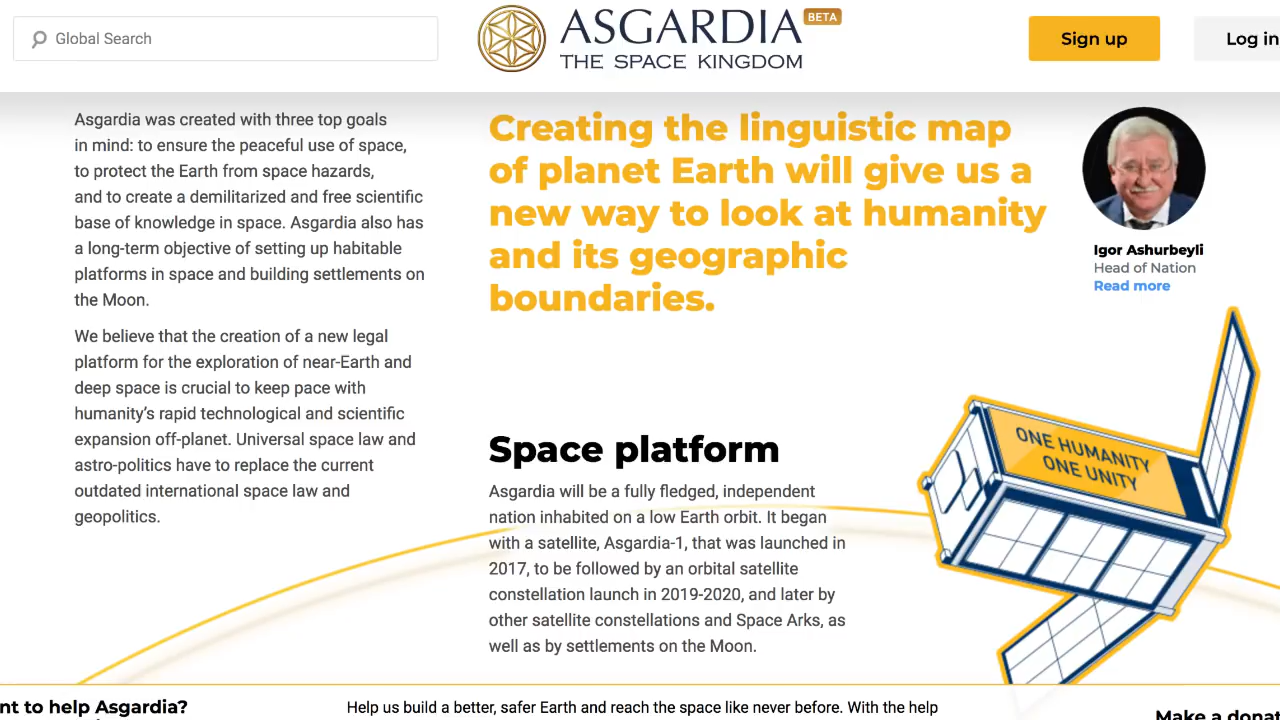 Global Search
ASGARDIA BETA
THE SPACE KINGDOM
Sign up
Log in
Asgardia was created with three top goals
in mind: to ensure the peaceful use of space,
to protect the Earth from space hazards,
and to create a demilitarized and free scientific
base of knowledge in space. Asgardia also has
a long-term objective of setting up habitable
platforms in space and building settlements on
the Moon.
We believe that the creation of a new legal
platform for the exploration of near-Earth and
deep space is crucial to keep pace with
humanity’s rapid technological and scientific
expansion off-planet. Universal space law and
astro-politics have to replace the current
outdated international space law and
geopolitics.
Creating the linguistic map
of planet Earth will give us a
new way to look at humanity
and its geographic
boundaries.
Igor Ashurbeyli
Head of Nation
Read more
Space platform
Asgardia will be a fully fledged, independent
nation inhabited on a low Earth orbit. It began
with a satellite, Asgardia-1, that was launched in
2017, to be followed by an orbital satellite
constellation launch in 2019-2020, and later by
other satellite constellations and Space Arks, as
well as by settlements on the Moon.
ONE HUMANITY
ONE UNITY
nt to help Asgardia?
Help us build a better, safer Earth and reach the space like never before. With the help
Make a donat